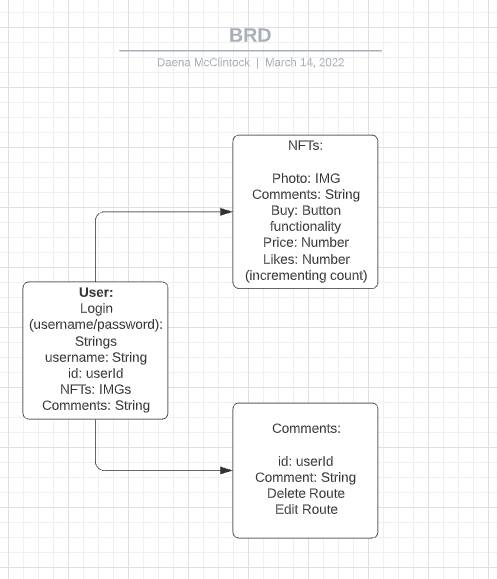 BRD
Daena McClintock | March 14, 2022
NFTs:
Photo: IMG
Comments: String
Buy: Button
functionality
Price: Number
Likes: Number
(incrementing count)
User:
Login
(username/password):
Strings
username: String
id: userId
NFTs: IMGs
Comments: String
Comments:
id: userId
Comment: String
Delete Route
Edit Route